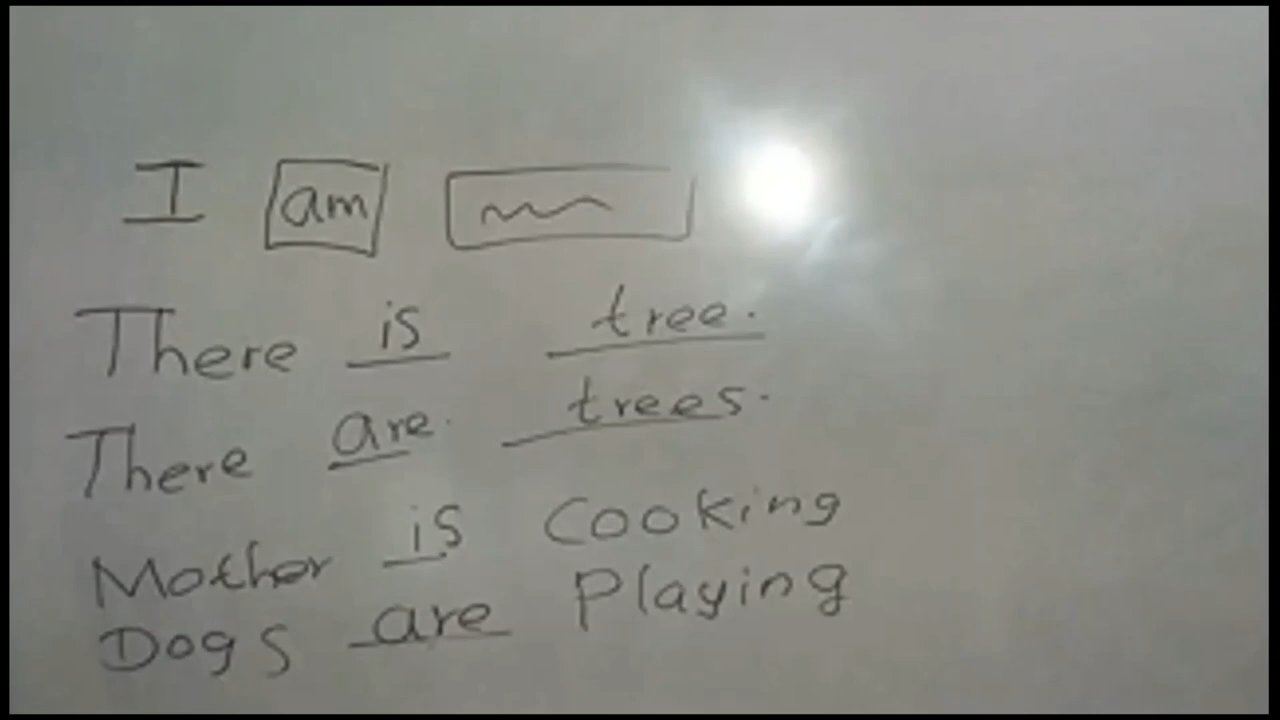 I am
There is tree.
There are. trees.
Mother is Cooking
Dogs are Playing